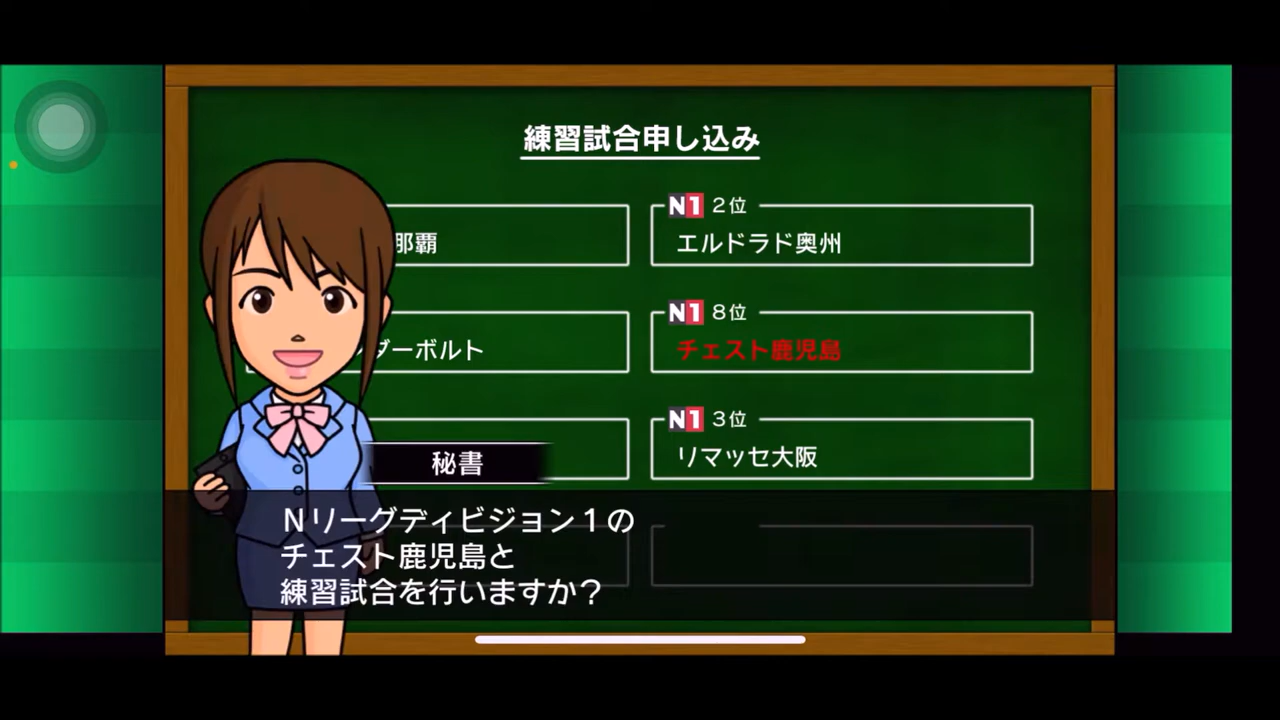 練習試合申し込み
那覇
N1 2位
エルドラド奥州
ダーボルト
N1 8位
チェスト鹿児島
N1 3位
リマッセ大阪
秘書
Nリーグディビジョン1の
チェスト鹿児島と
練習試合を行いますか?